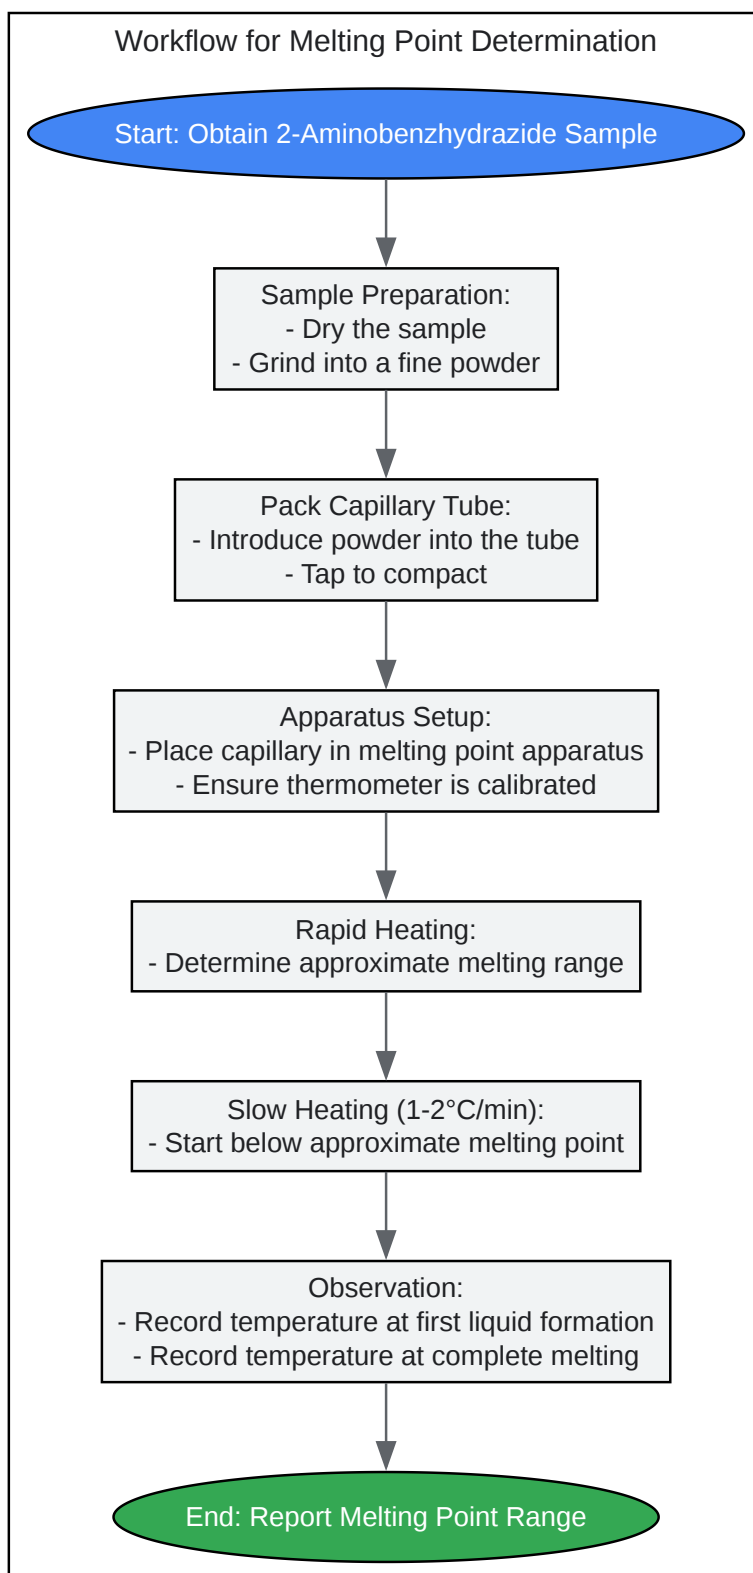 Workflow for Melting Point Determination
Start: Obtain 2-Aminobenzhydrazide Sample
Sample Preparation:
- Dry the sample
- Grind into a fine powder
Pack Capillary Tube:
- Introduce powder into the tube
- Tap to compact
Apparatus Setup:
- Place capillary in melting point apparatus
- Ensure thermometer is calibrated
Rapid Heating:
- Determine approximate melting range
Slow Heating (1-2°C/min):
- Start below approximate melting point
Observation:
- Record temperature at first liquid formation
- Record temperature at complete melting
End: Report Melting Point Range